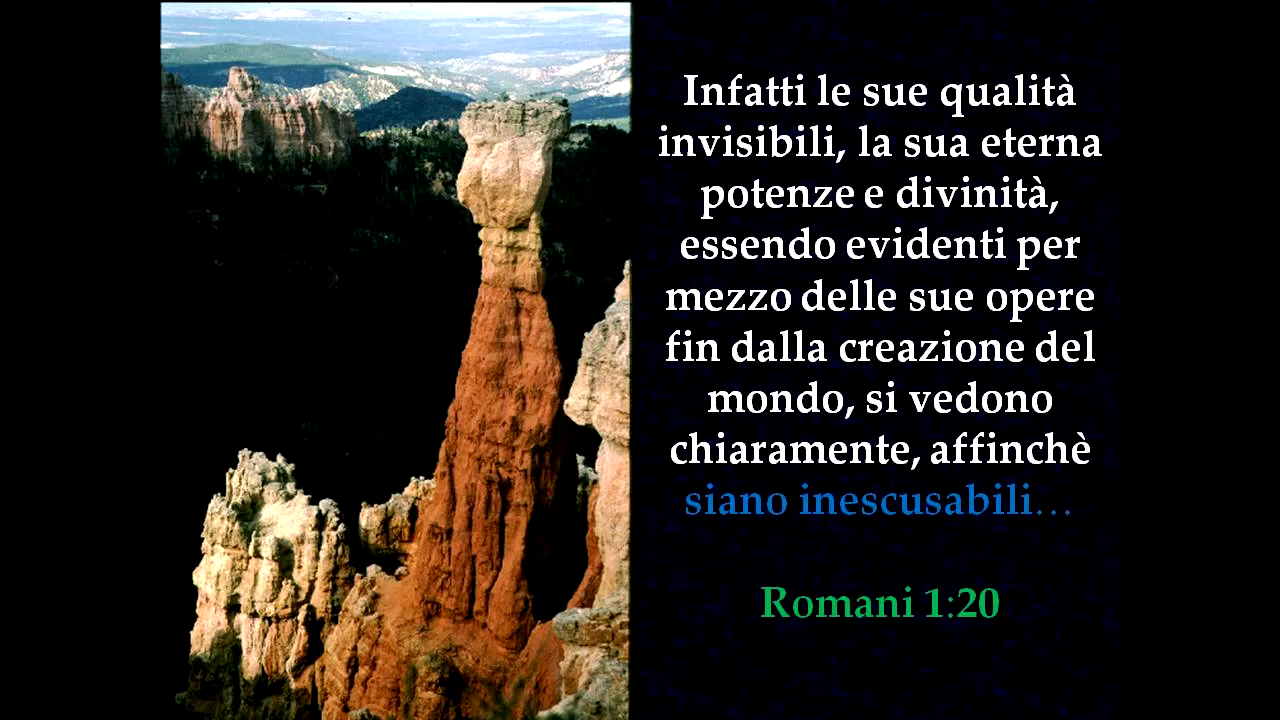 Infatti le sue qualità
invisibili, la sua eterna
potenze e divinità,
essendo evidenti per
mezzo delle sue opere
fin dalla creazione del
mondo, si vedono
chiaramente, affinchè
siano inescusabili…
Romani 1:20